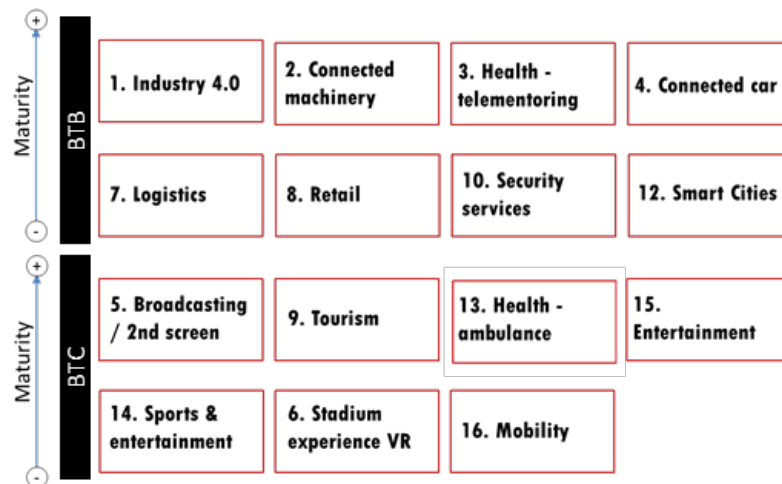 +
Maturity
BTB
1. Industry 4.0
2. Connected
machinery
3. Health -
telementoring
4. Connected car
7. Logistics
8. Retail
10. Security
services
12. Smart Cities
-
+
Maturity
BTC
5. Broadcasting
/ 2nd screen
9. Tourism
13. Health -
ambulance
15.
Entertainment
14. Sports &
entertainment
6. Stadium
experience VR
16. Mobility
-